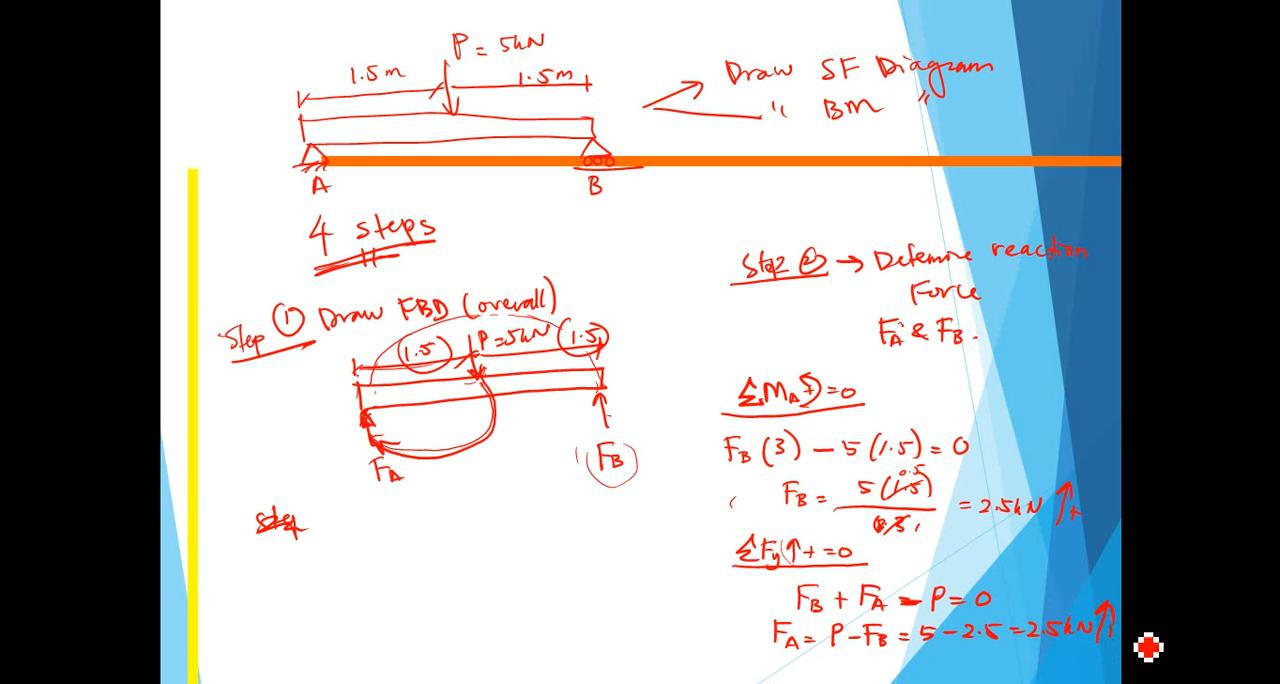 P = 5kN
1.5m
1.5m
Draw SF Diagram
" BM "
A
B
4 steps
Step ① Draw FBD (overall)
(1.5)
P=5kN
(1.5)
FA
FB
Step
Step ② → Determine reaction
Force
FA & FB.
ΣMA↺+=0
FB (3) – 5 (1.5) = 0
0.5
FB = 5(1.5)/(3) = 2.5kN ↑+
ΣFy↑+=0
FB + FA – P = 0
FA = P – FB = 5 – 2.5 = 2.5kN ↑+